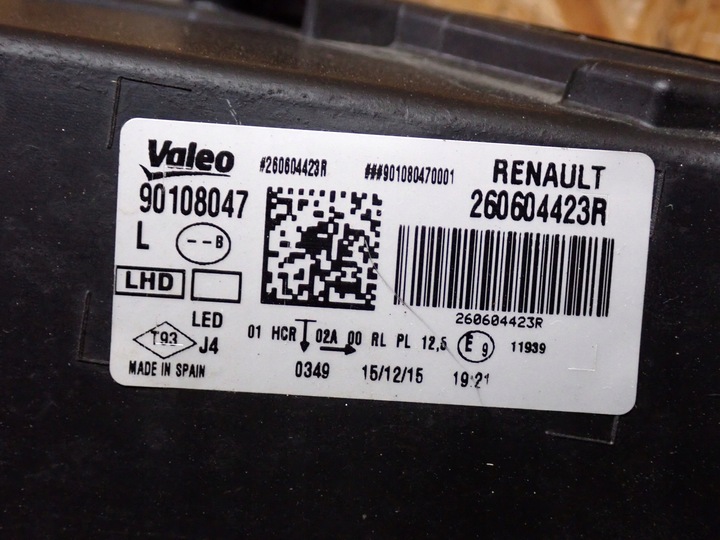 Valeo #260604423R ###901080470001 RENAULT
90108047 260604423R
L --B
LHD
260604423R
LED
T93 J4 01 HCR 02A 00 RL PL 12,5 E9 11939
MADE IN SPAIN 0349 15/12/15 19:21